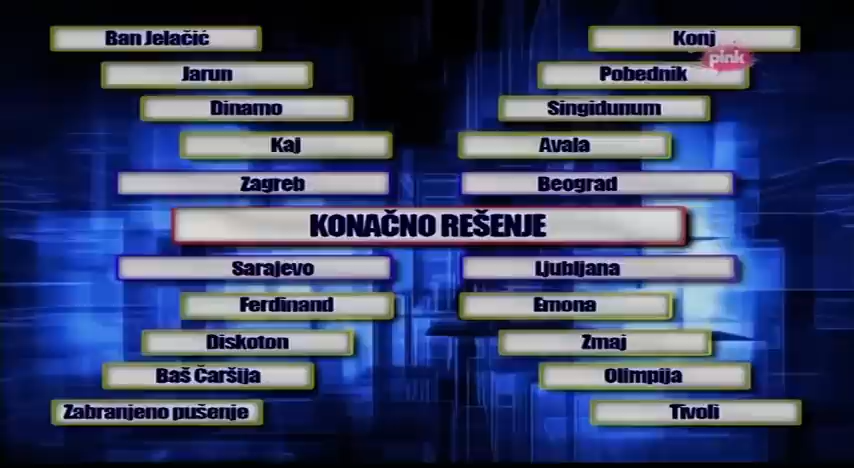 Ban Jelačić
Konj
pink
Jarun
Pobednik
Dinamo
Singidunum
Kaj
Avala
Zagreb
Beograd
KONAČNO REŠENJE
Sarajevo
Ljubljana
Ferdinand
Emona
Diskoton
Zmaj
Baš Čaršija
Olimpija
Zabranjeno pušenje
Tivoli